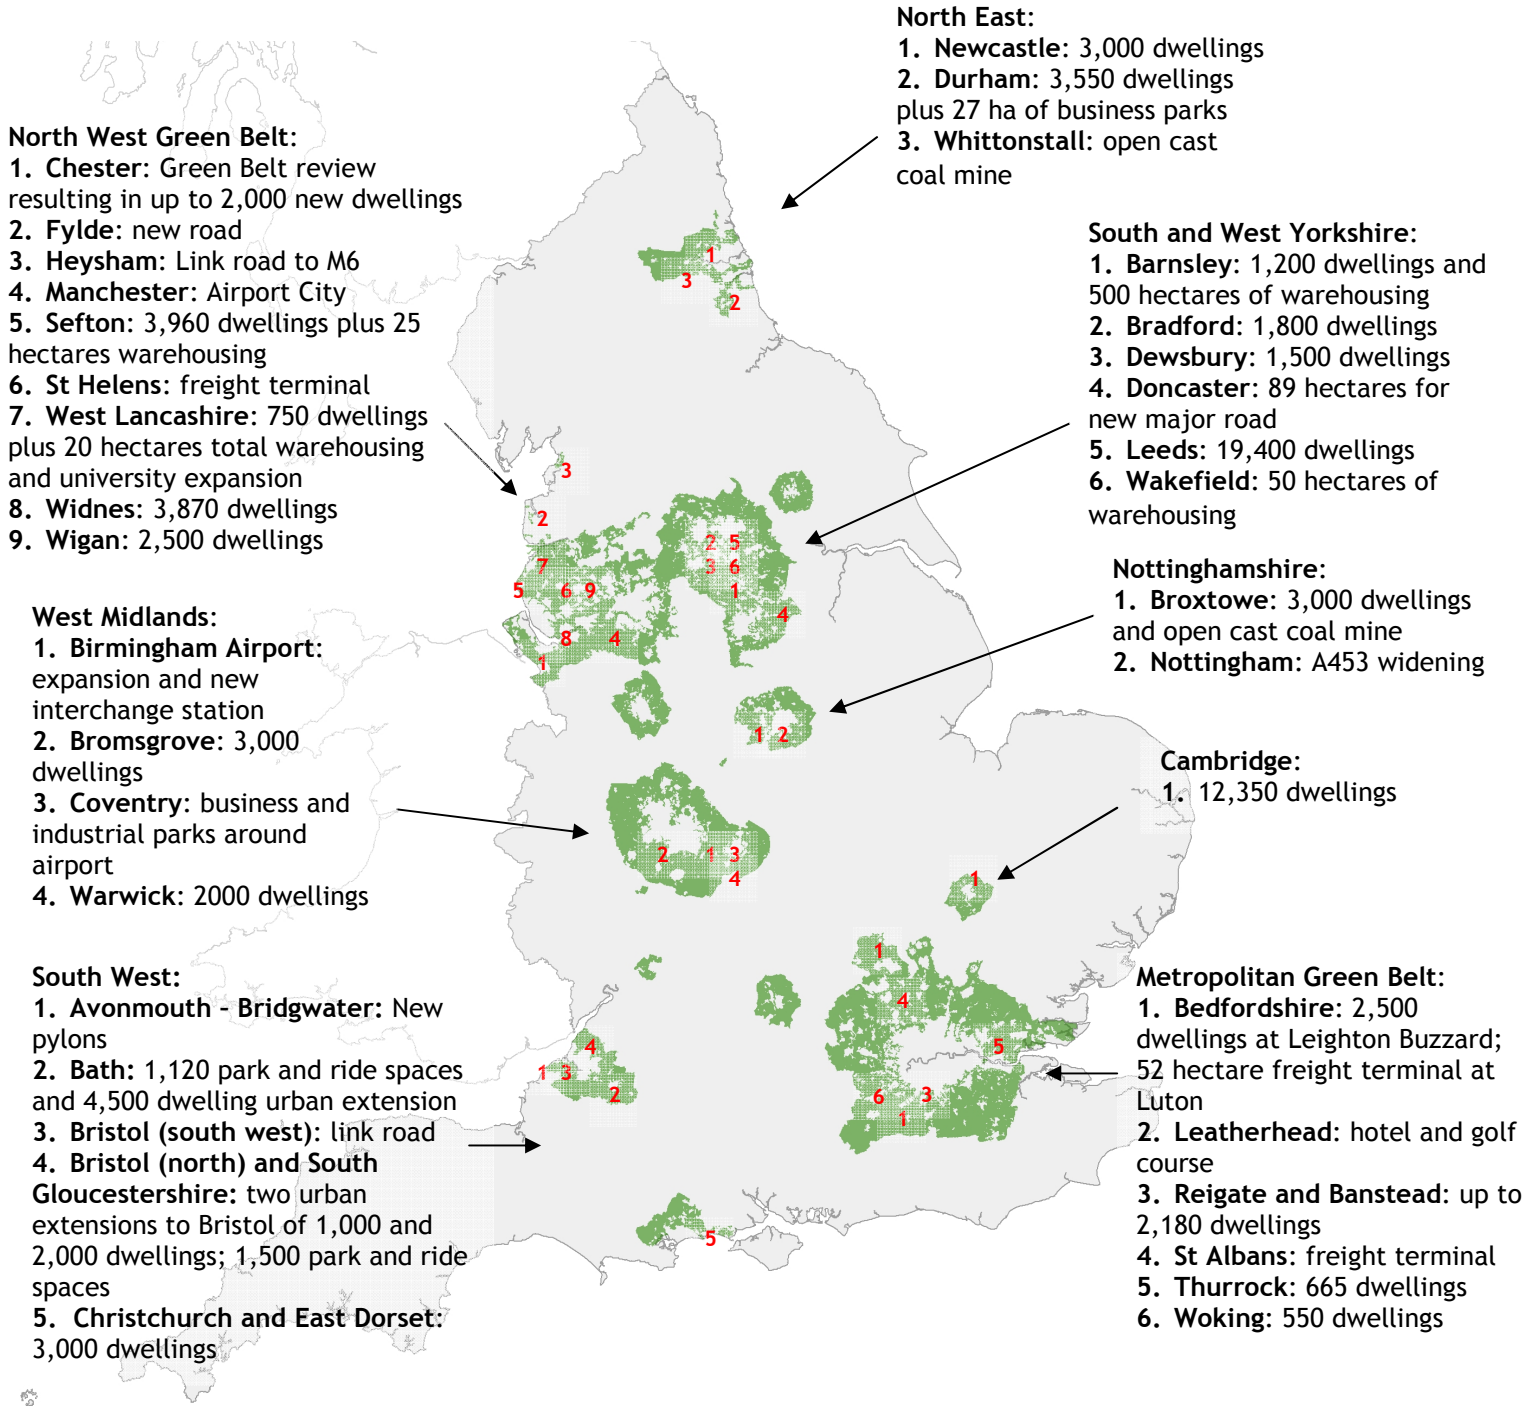 North East:
1. Newcastle: 3,000 dwellings
2. Durham: 3,550 dwellings
plus 27 ha of business parks
3. Whittonstall: open cast
coal mine
North West Green Belt:
1. Chester: Green Belt review
resulting in up to 2,000 new dwellings
2. Fylde: new road
3. Heysham: Link road to M6
4. Manchester: Airport City
5. Sefton: 3,960 dwellings plus 25
hectares warehousing
6. St Helens: freight terminal
7. West Lancashire: 750 dwellings
plus 20 hectares total warehousing
and university expansion
8. Widnes: 3,870 dwellings
9. Wigan: 2,500 dwellings
South and West Yorkshire:
1. Barnsley: 1,200 dwellings and
500 hectares of warehousing
2. Bradford: 1,800 dwellings
3. Dewsbury: 1,500 dwellings
4. Doncaster: 89 hectares for
new major road
5. Leeds: 19,400 dwellings
6. Wakefield: 50 hectares of
warehousing
Nottinghamshire:
1. Broxtowe: 3,000 dwellings
and open cast coal mine
2. Nottingham: A453 widening
West Midlands:
1. Birmingham Airport:
expansion and new
interchange station
2. Bromsgrove: 3,000
dwellings
3. Coventry: business and
industrial parks around
airport
4. Warwick: 2000 dwellings
Cambridge:
1. 12,350 dwellings
South West:
1. Avonmouth – Bridgwater: New
pylons
2. Bath: 1,120 park and ride spaces
and 4,500 dwelling urban extension
3. Bristol (south west): link road
4. Bristol (north) and South
Gloucestershire: two urban
extensions to Bristol of 1,000 and
2,000 dwellings; 1,500 park and ride
spaces
5. Christchurch and East Dorset:
3,000 dwellings
Metropolitan Green Belt:
1. Bedfordshire: 2,500
dwellings at Leighton Buzzard;
52 hectare freight terminal at
Luton
2. Leatherhead: hotel and golf
course
3. Reigate and Banstead: up to
2,180 dwellings
4. St Albans: freight terminal
5. Thurrock: 665 dwellings
6. Woking: 550 dwellings
1
3
2
3
2
7
5 6 9
8 4
1
2 5
3 6
1
4
1 2
2 1 3
4
1
1
4
5
6 3
1
4
1 3
2
5